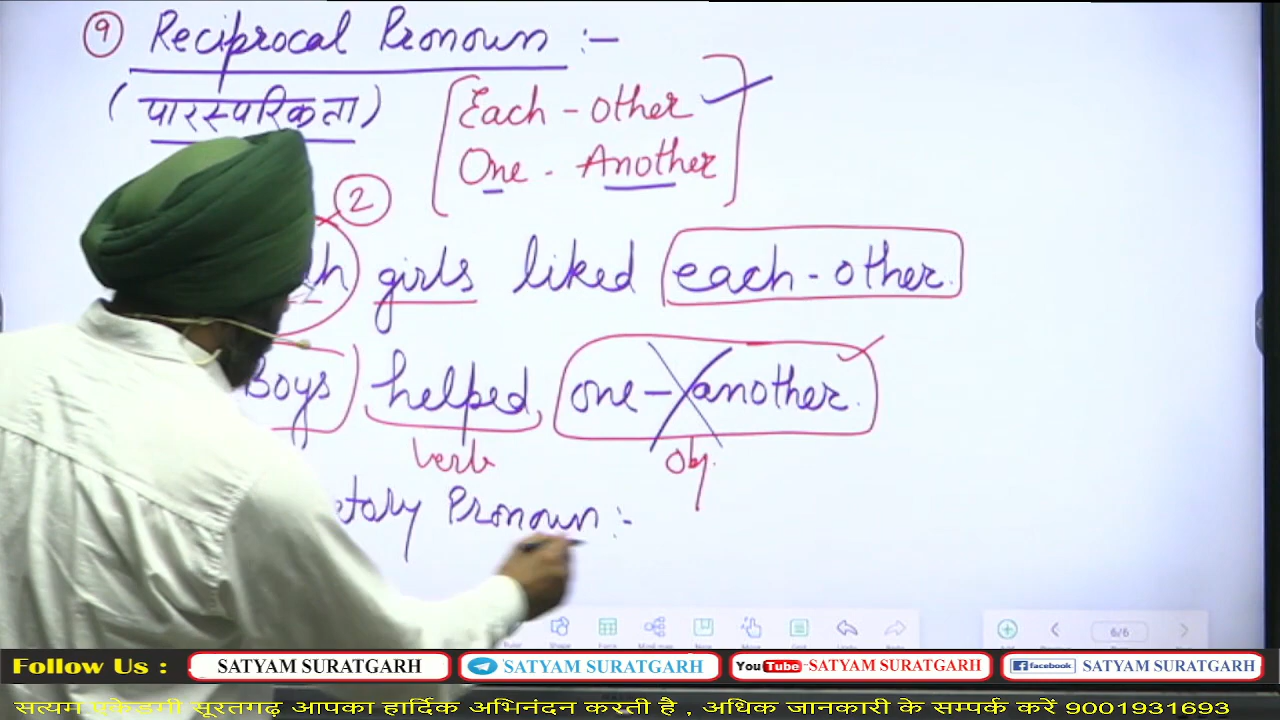 9 Reciprocal Pronoun :-
(पारस्परिकता)
Each - other
One - Another
2
girls liked each - other.
Boys helped one - another.
verb
obj.
Pronoun :-
6/6
Follow Us : SATYAM SURATGARH SATYAM SURATGARH YouTube -SATYAM SURATGARH facebook SATYAM SURATGARH
सत्यम एकेडमी सूरतगढ़ आपका हार्दिक अभिनंदन करती है , अधिक जानकारी के सम्पर्क करें 9001931693